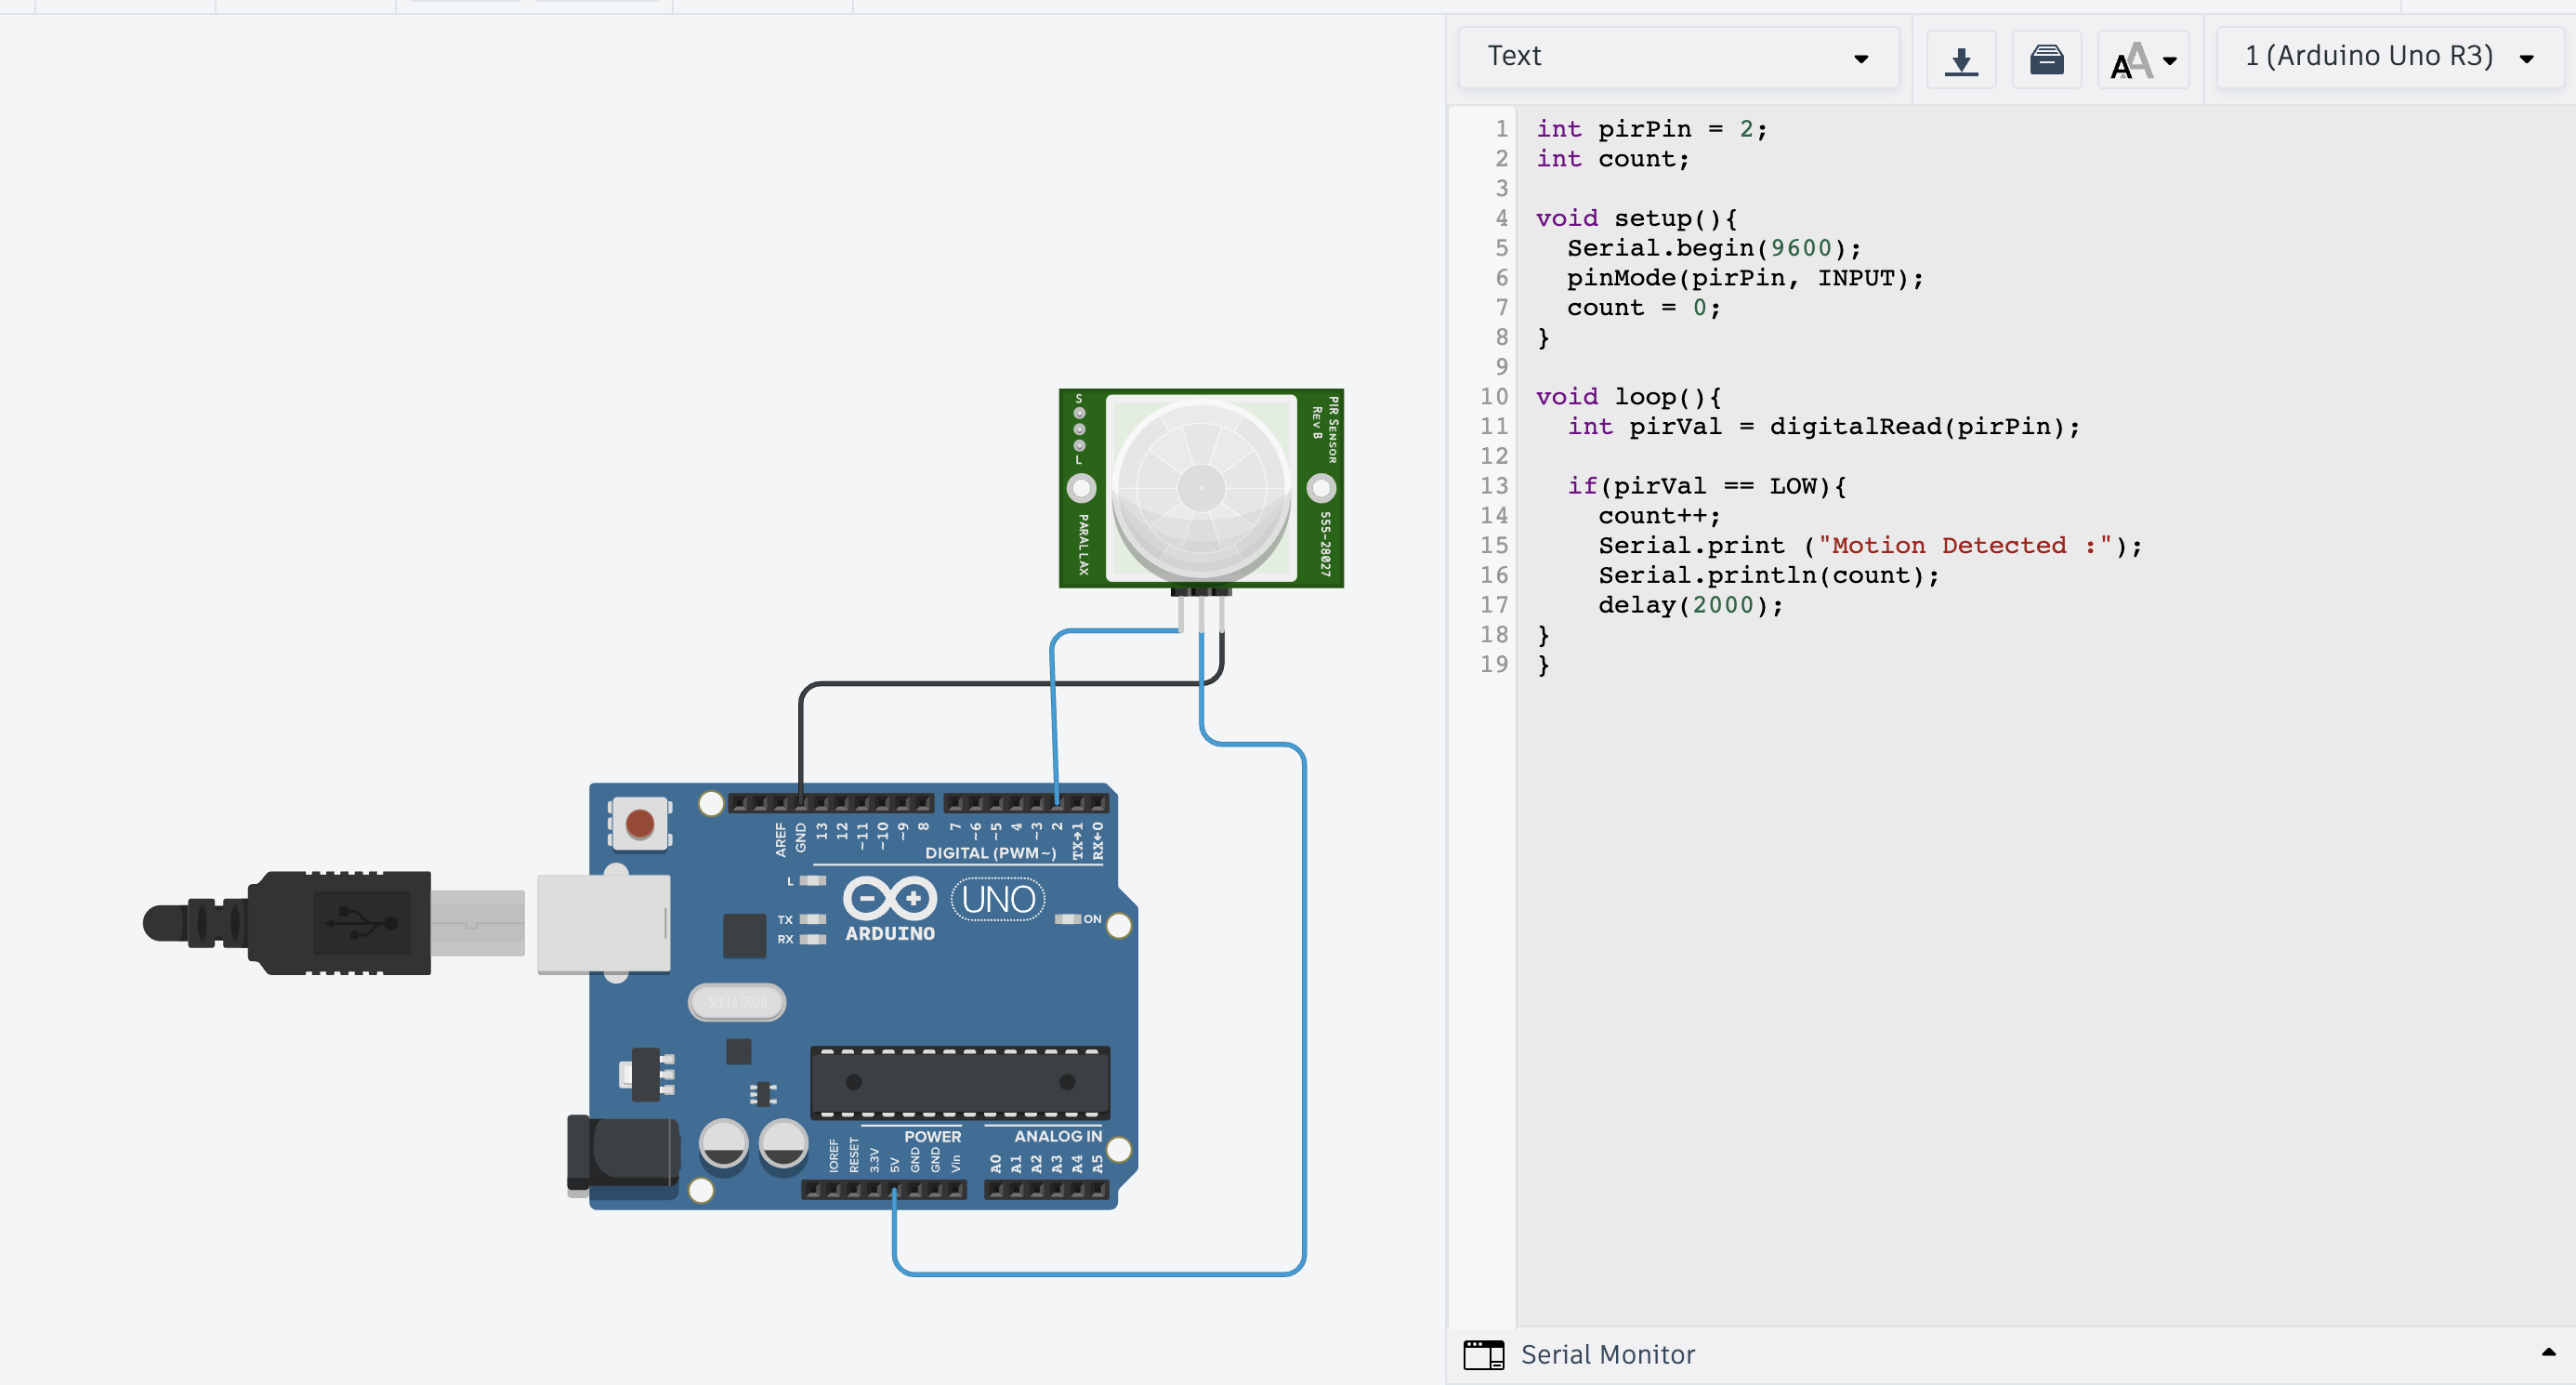 Text
1 (Arduino Uno R3)
1 int pirPin = 2;
2 int count;
3
4 void setup(){
5 Serial.begin(9600);
6 pinMode(pirPin, INPUT);
7 count = 0;
8 }
9
10 void loop(){
11 int pirVal = digitalRead(pirPin);
12
13 if(pirVal == LOW){
14 count++;
15 Serial.print ("Motion Detected :");
16 Serial.println(count);
17 delay(2000);
18 }
19 }
Serial Monitor
S
L
PARALLAX
PIR SENSOR
REV B
555-28027
AREF
GND
13
12
~11
~10
~9
8
7
~6
~5
4
~3
2
TX→1
RX←0
DIGITAL (PWM~)
L
TX
RX
UNO
ON
ARDUINO
SPK16.000G
POWER
ANALOG IN
IOREF
RESET
3.3V
5V
GND
GND
Vin
A0
A1
A2
A3
A4
A5